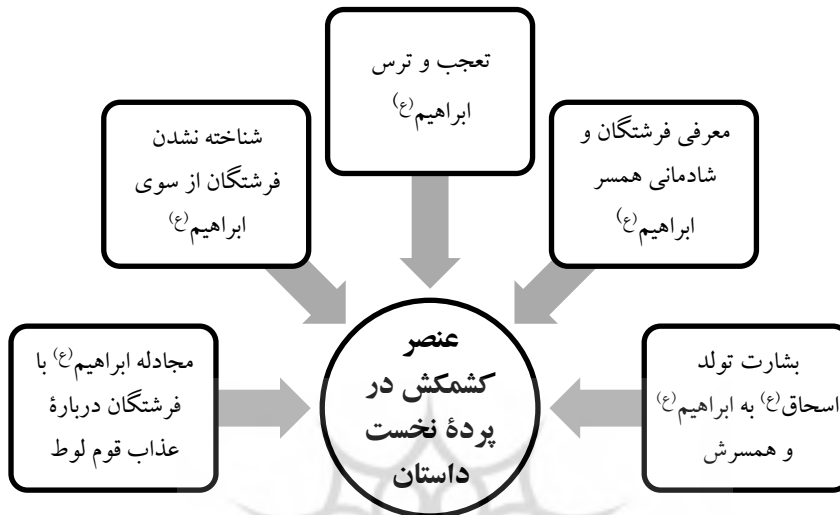 تعجب و ترس
ابراهیم(ع)
معرفی فرشتگان و
شادمانی همسر
ابراهیم(ع)
شناخته نشدن
فرشتگان از سوی
ابراهیم(ع)
بشارت تولد
اسحاق(ع) به ابراهیم(ع)
و همسرش
عنصر
کشمکش در
پردهٔ نخست
داستان
مجادله ابراهیم(ع) با
فرشتگان دربارهٔ
عذاب قوم لوط